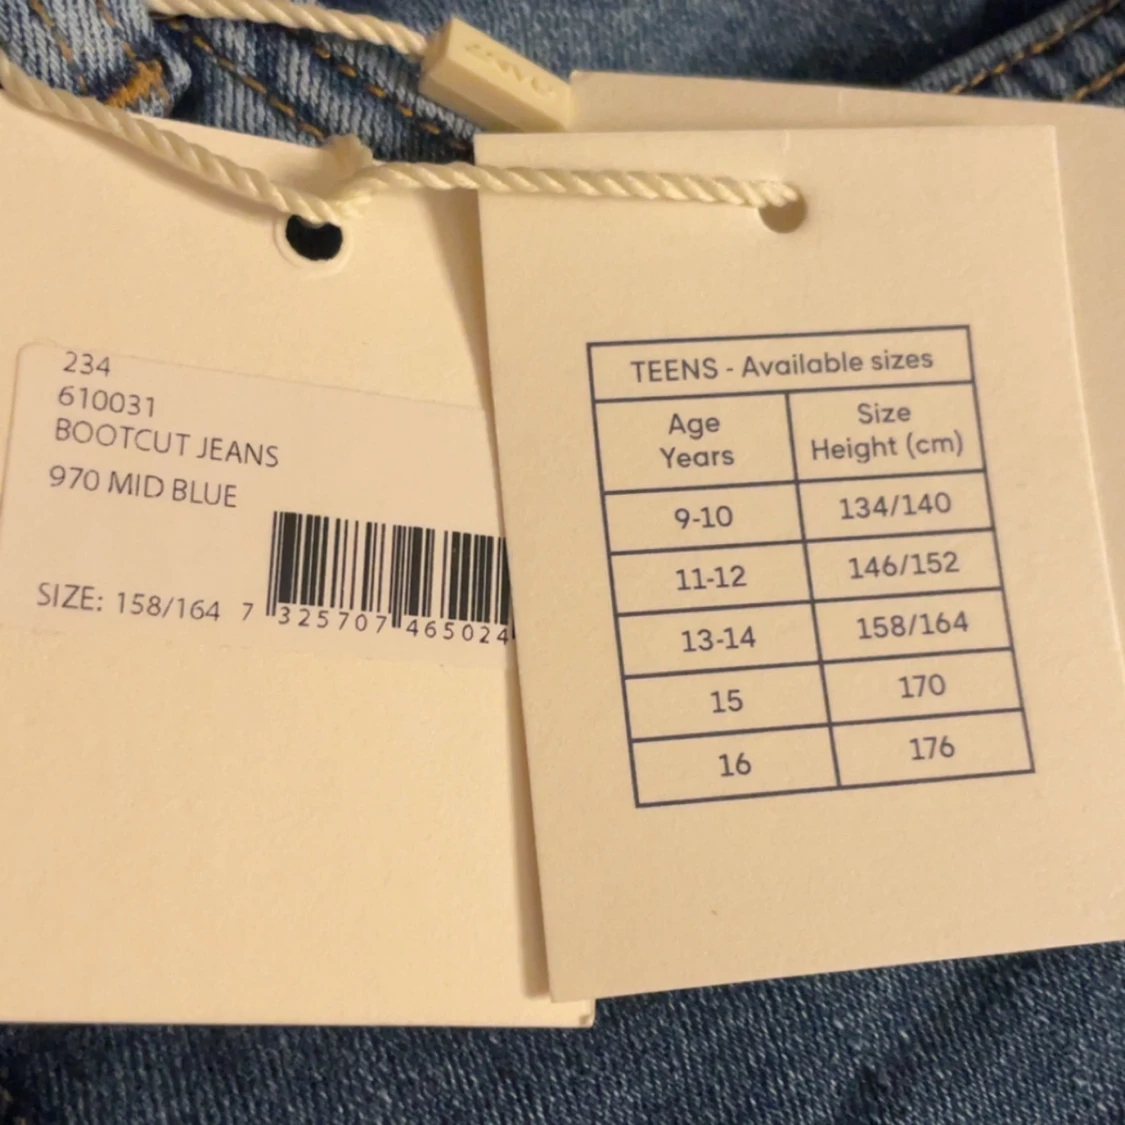 234
610031
BOOTCUT JEANS
970 MID BLUE
SIZE: 158/164
7 325707 465024
TEENS - Available sizes
Age Years
Size Height (cm)
9-10 134/140
11-12 146/152
13-14 158/164
15 170
16 176